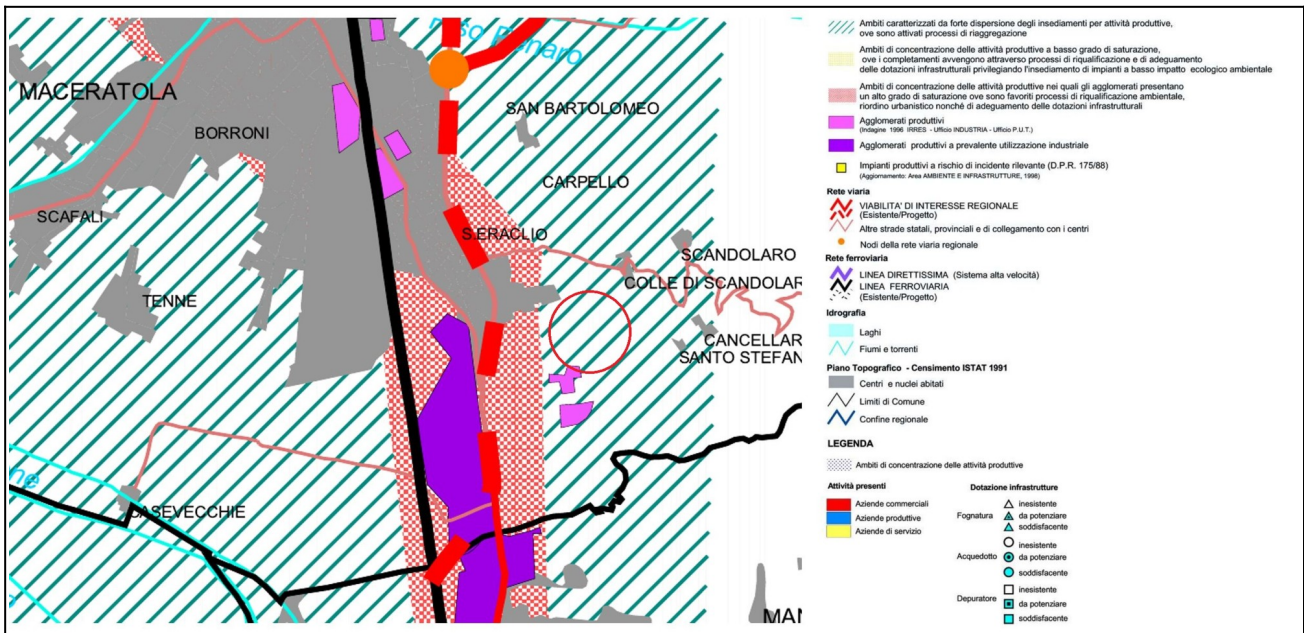 MACERATOLA
BORRONI
SAN BARTOLOMEO
CARPELLO
SCAFALI
S.ERACLIO
SCANDOLARO
COLLE DI SCANDOLAR
TENNE
CANCELLAR
SANTO STEFAN
CASEVECCHIE
ne
MAN
Ambiti caratterizzati da forte dispersione degli insediamenti per attività produttive,
ove sono attivati processi di riaggregazione
Ambiti di concentrazione delle attività produttive a basso grado di saturazione,
ove i completamenti avvengono attraverso processi di riqualificazione e di adeguamento
delle dotazioni infrastrutturali privilegiando l'insediamento di impianti a basso impatto ecologico ambientale
Ambiti di concentrazione delle attività produttive nei quali gli agglomerati presentano
un alto grado di saturazione ove sono favoriti processi di riqualificazione ambientale,
riordino urbanistico nonché di adeguamento delle dotazioni infrastrutturali
Agglomerati produttivi
(Indagine 1996 IRRES - Ufficio INDUSTRIA - Ufficio P.U.T.)
Agglomerati produttivi a prevalente utilizzazione industriale
Impianti produttivi a rischio di incidente rilevante (D.P.R. 175/88)
(Aggiornamento: Area AMBIENTE E INFRASTRUTTURE, 1998)
Rete viaria
VIABILITA' DI INTERESSE REGIONALE
(Esistente/Progetto)
Altre strade statali, provinciali e di collegamento con i centri
Nodi della rete viaria regionale
Rete ferroviaria
LINEA DIRETTISSIMA (Sistema alta velocità)
LINEA FERROVIARIA
(Esistente/Progetto)
Idrografia
Laghi
Fiumi e torrenti
Piano Topografico - Censimento ISTAT 1991
Centri e nuclei abitati
Limiti di Comune
Confine regionale
LEGENDA
Ambiti di concentrazione delle attività produttive
Attività presenti
Aziende commerciali
Aziende produttive
Aziende di servizio
Dotazione infrastrutture
Fognatura
inesistente
da potenziare
soddisfacente
Acquedotto
inesistente
da potenziare
soddisfacente
Depuratore
inesistente
da potenziare
soddisfacente